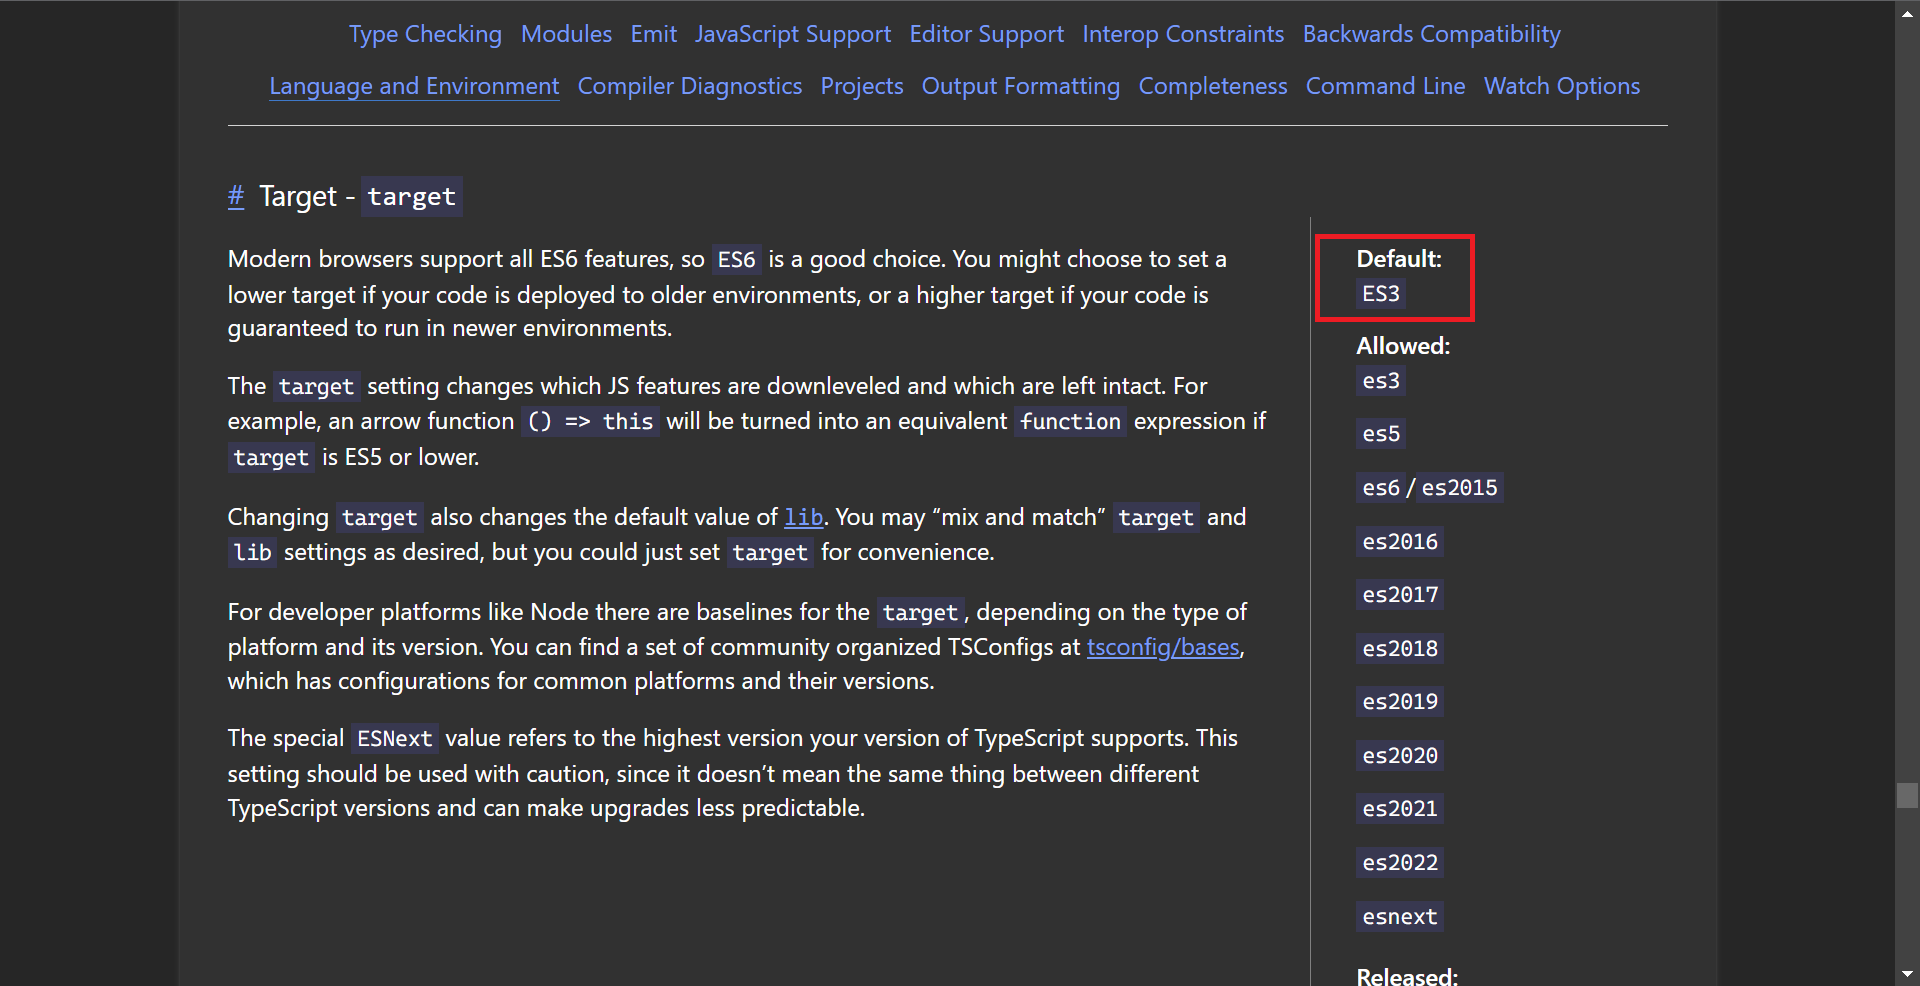 Type Checking Modules Emit JavaScript Support Editor Support Interop Constraints Backwards Compatibility
Language and Environment Compiler Diagnostics Projects Output Formatting Completeness Command Line Watch Options
# Target - target
Modern browsers support all ES6 features, so ES6 is a good choice. You might choose to set a
lower target if your code is deployed to older environments, or a higher target if your code is
guaranteed to run in newer environments.
The target setting changes which JS features are downleveled and which are left intact. For
example, an arrow function () => this will be turned into an equivalent function expression if
target is ES5 or lower.
Changing target also changes the default value of lib. You may “mix and match” target and
lib settings as desired, but you could just set target for convenience.
For developer platforms like Node there are baselines for the target, depending on the type of
platform and its version. You can find a set of community organized TSConfigs at tsconfig/bases,
which has configurations for common platforms and their versions.
The special ESNext value refers to the highest version your version of TypeScript supports. This
setting should be used with caution, since it doesn’t mean the same thing between different
TypeScript versions and can make upgrades less predictable.
Default:
ES3
Allowed:
es3
es5
es6/es2015
es2016
es2017
es2018
es2019
es2020
es2021
es2022
esnext
Released: